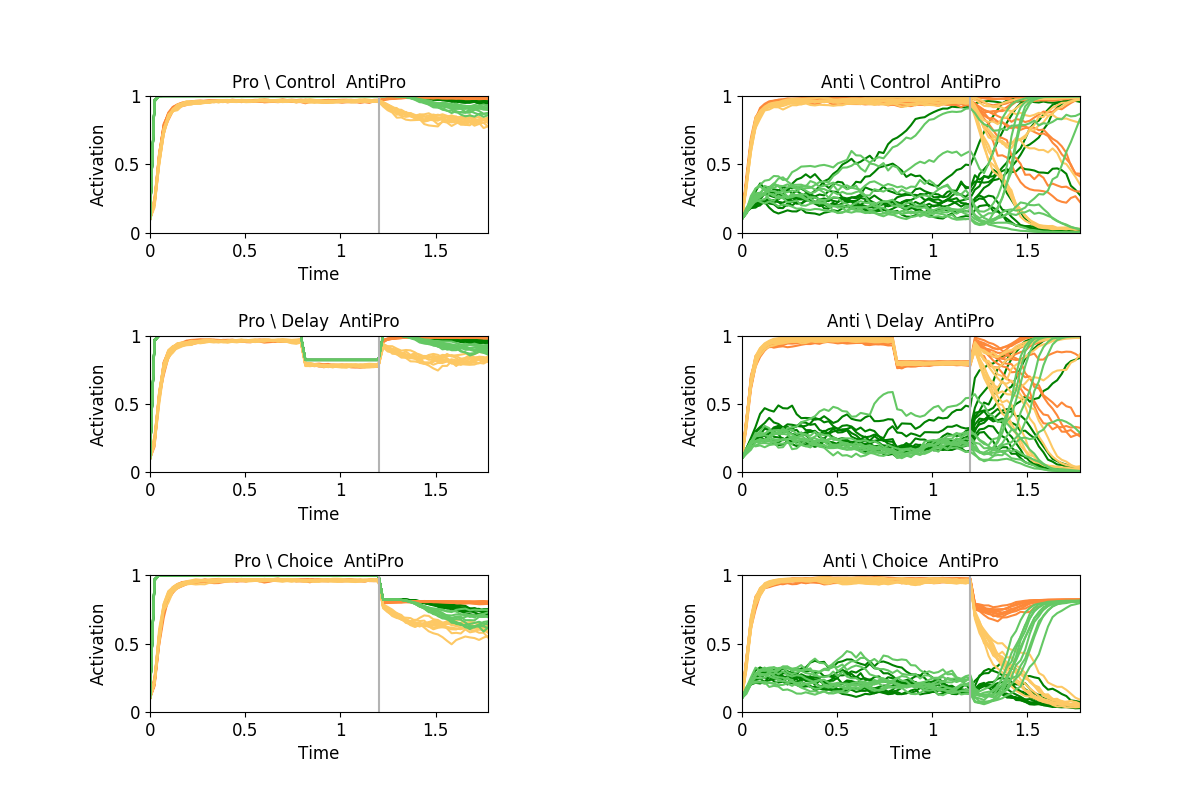 Pro \ Control  AntiPro
Activation
1
0.5
0
0
0.5
1
1.5
Time
Anti \ Control  AntiPro
Activation
1
0.5
0
0
0.5
1
1.5
Time
Pro \ Delay  AntiPro
Activation
1
0.5
0
0
0.5
1
1.5
Time
Anti \ Delay  AntiPro
Activation
1
0.5
0
0
0.5
1
1.5
Time
Pro \ Choice  AntiPro
Activation
1
0.5
0
0
0.5
1
1.5
Time
Anti \ Choice  AntiPro
Activation
1
0.5
0
0
0.5
1
1.5
Time